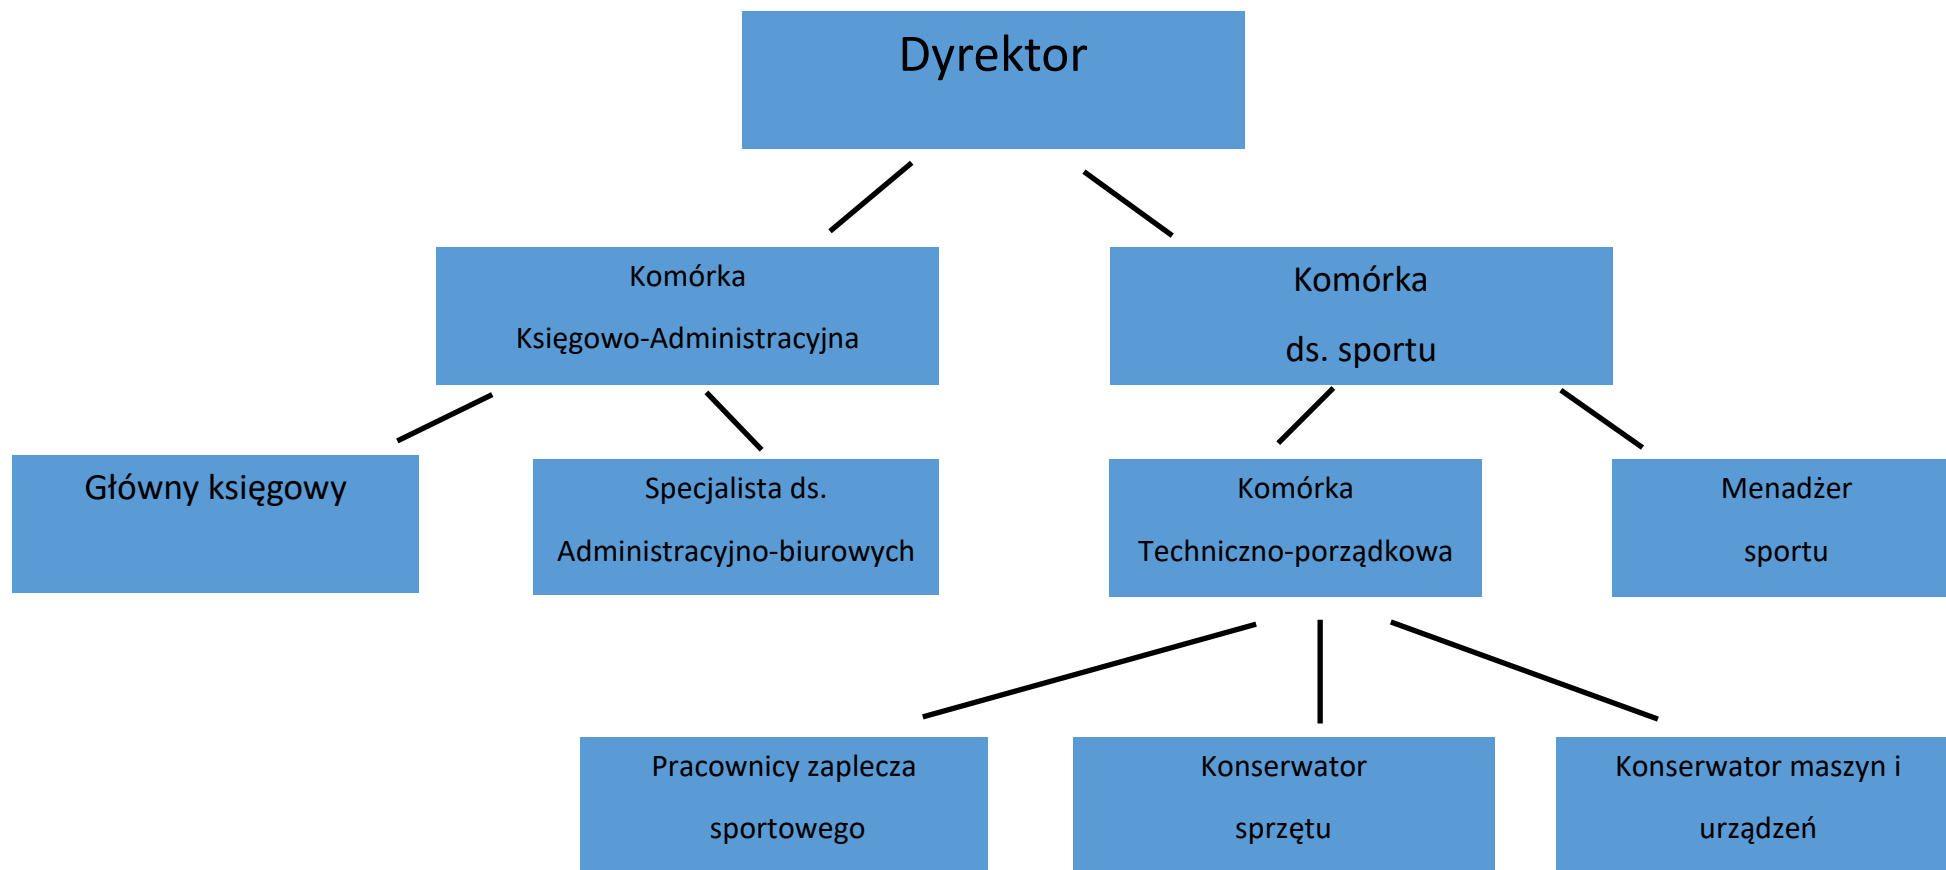 Dyrektor
Komórka
Księgowo-Administracyjna
Komórka
ds. sportu
Główny księgowy
Specjalista ds.
Administracyjno-biurowych
Komórka
Techniczno-porządkowa
Menadżer
sportu
Pracownicy zaplecza
sportowego
Konserwator
sprzętu
Konserwator maszyn i
urządzeń